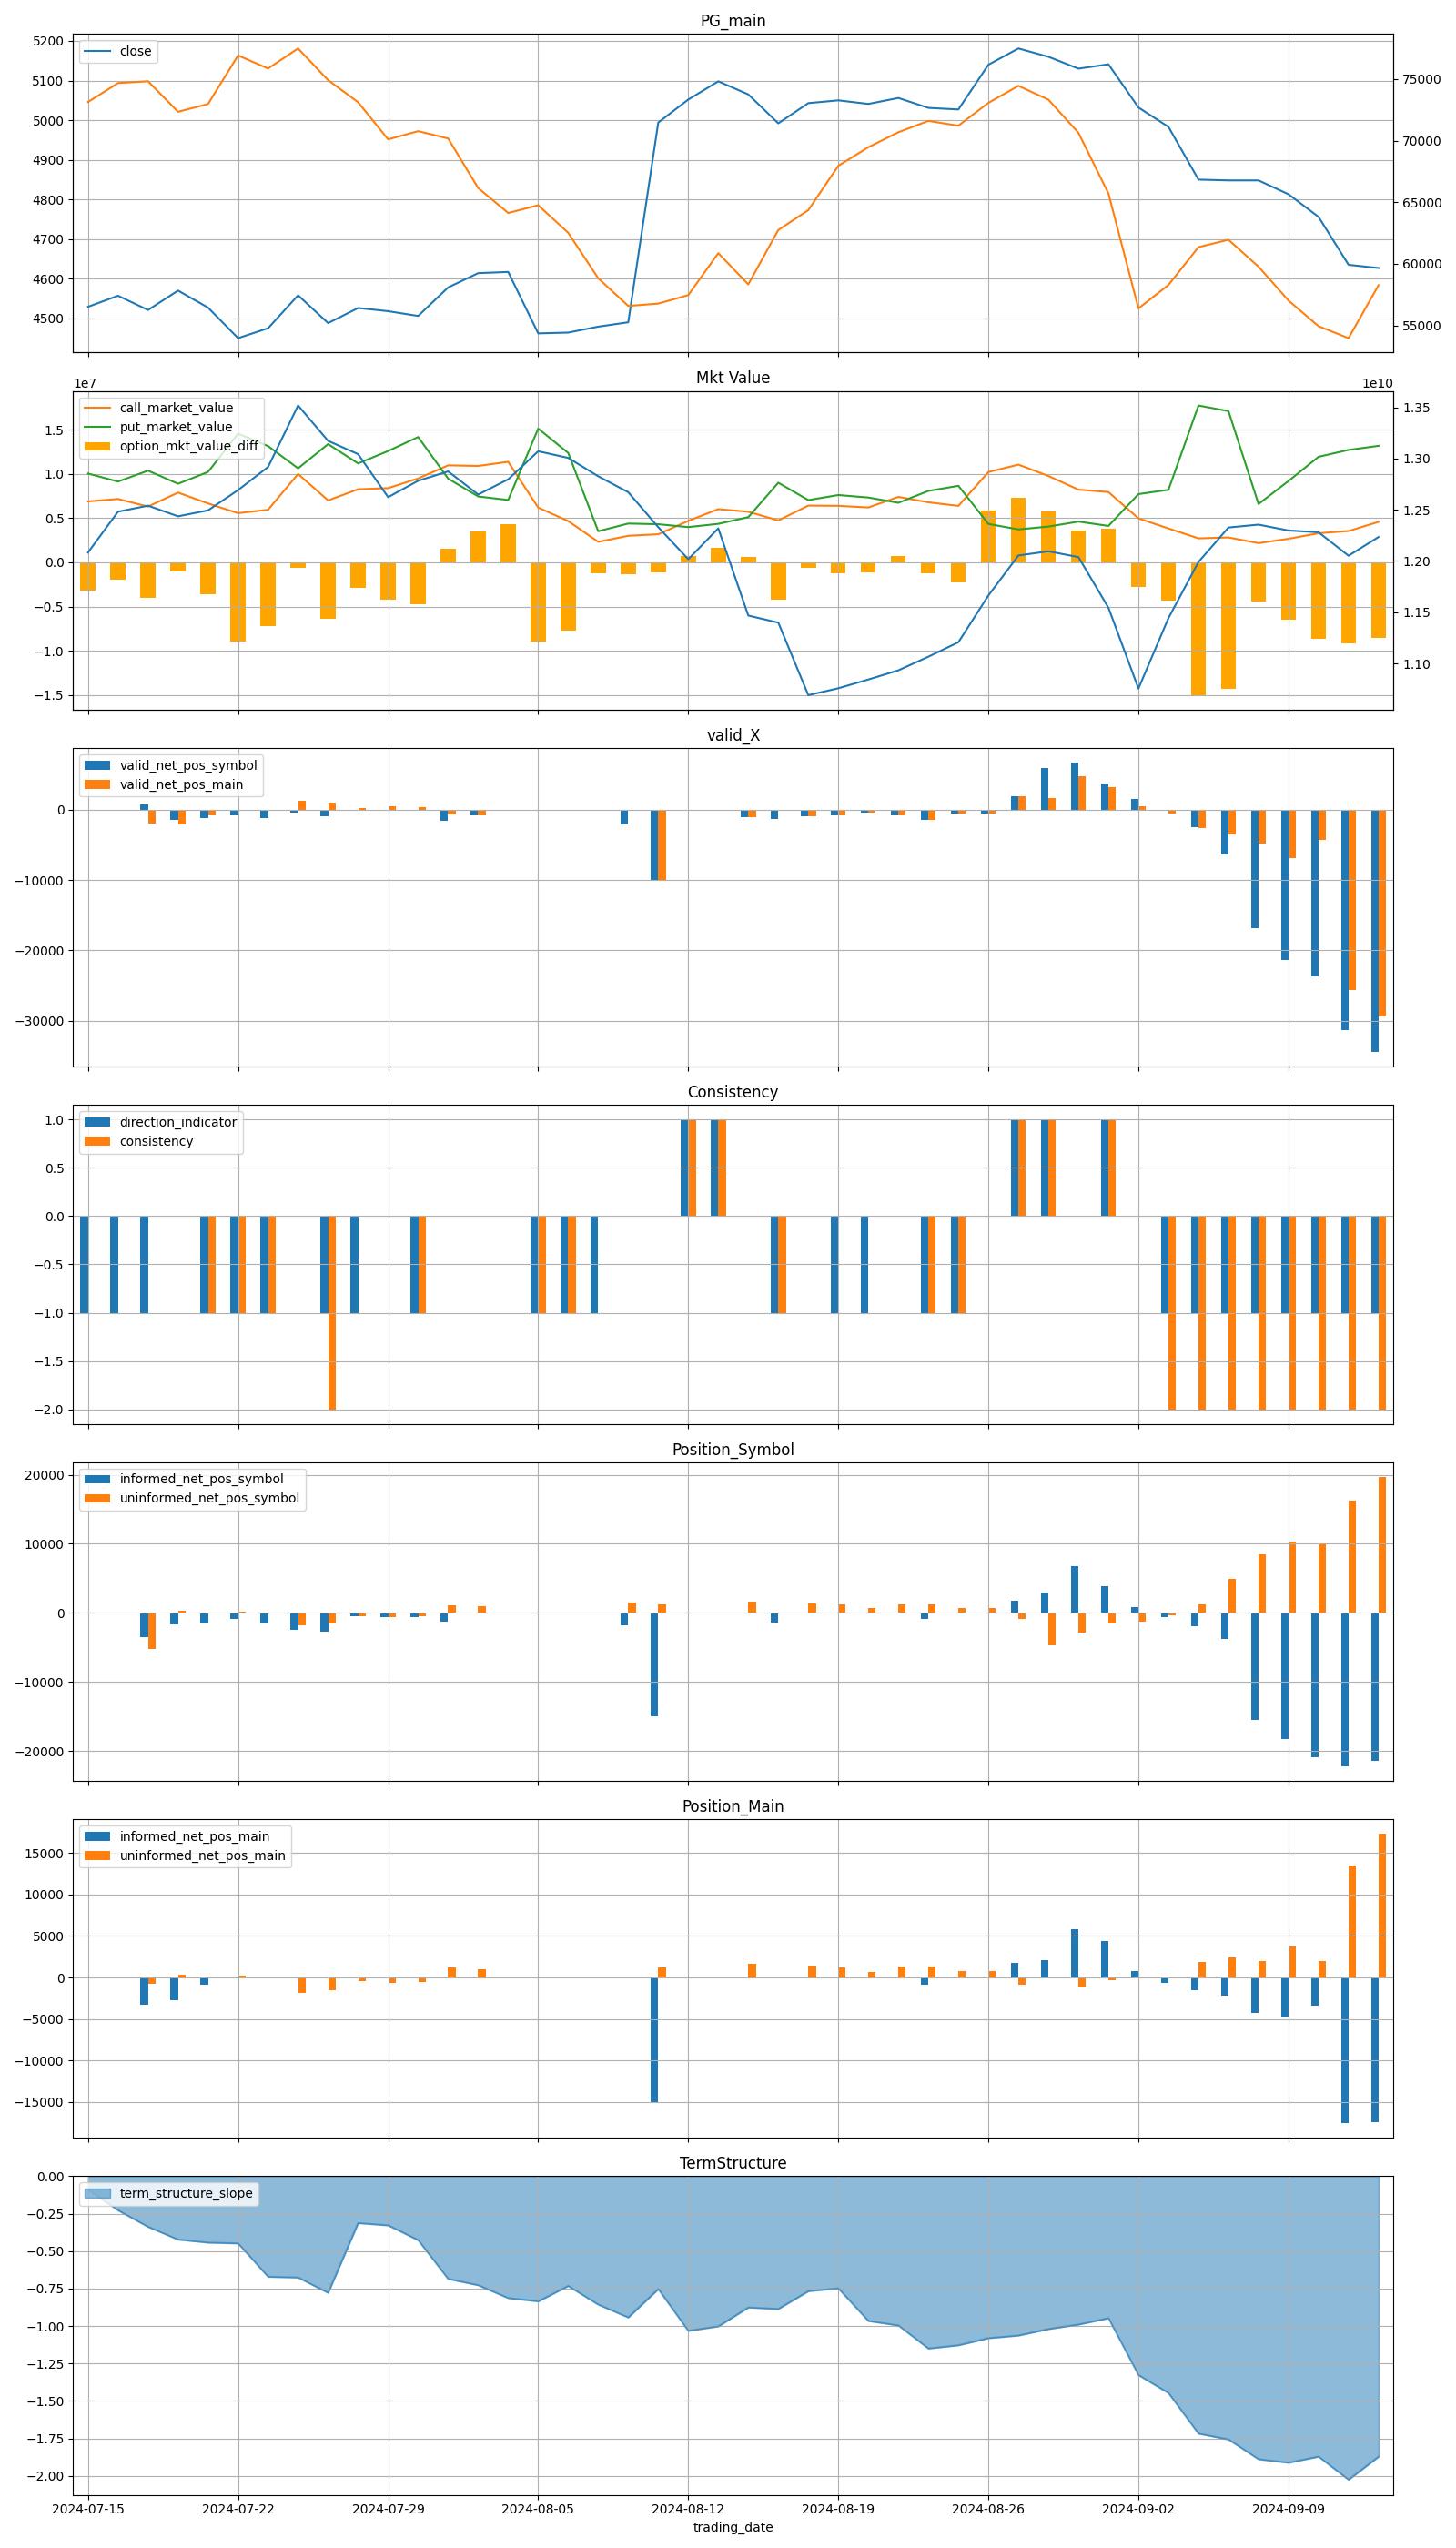 PG_main
close
5200
5100
5000
4900
4800
4700
4600
4500
75000
70000
65000
60000
55000
Mkt Value
1e7
1e10
call_market_value
put_market_value
option_mkt_value_diff
1.5
1.0
0.5
0.0
−0.5
−1.0
−1.5
1.35
1.30
1.25
1.20
1.15
1.10
valid_X
valid_net_pos_symbol
valid_net_pos_main
0
−10000
−20000
−30000
Consistency
direction_indicator
consistency
1.0
0.5
0.0
−0.5
−1.0
−1.5
−2.0
Position_Symbol
informed_net_pos_symbol
uninformed_net_pos_symbol
20000
10000
0
−10000
−20000
Position_Main
informed_net_pos_main
uninformed_net_pos_main
15000
10000
5000
0
−5000
−10000
−15000
TermStructure
term_structure_slope
0.00
−0.25
−0.50
−0.75
−1.00
−1.25
−1.50
−1.75
−2.00
2024-07-15 2024-07-22 2024-07-29 2024-08-05 2024-08-12 2024-08-19 2024-08-26 2024-09-02 2024-09-09
trading_date